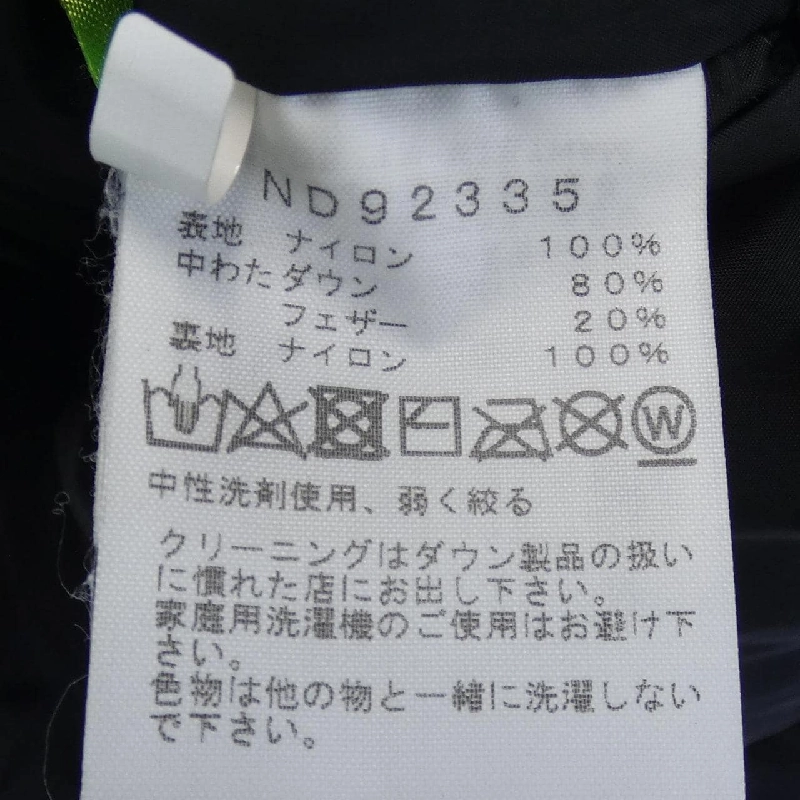 ND92335
表地 ナイロン 100%
中わた ダウン 80%
フェザー 20%
裏地 ナイロン 100%
W
中性洗剤使用、弱く絞る
クリーニングはダウン製品の扱い
に慣れた店にお出し下さい。
家庭用洗濯機のご使用はお避け下
さい。
色物は他の物と一緒に洗濯しない
で下さい。